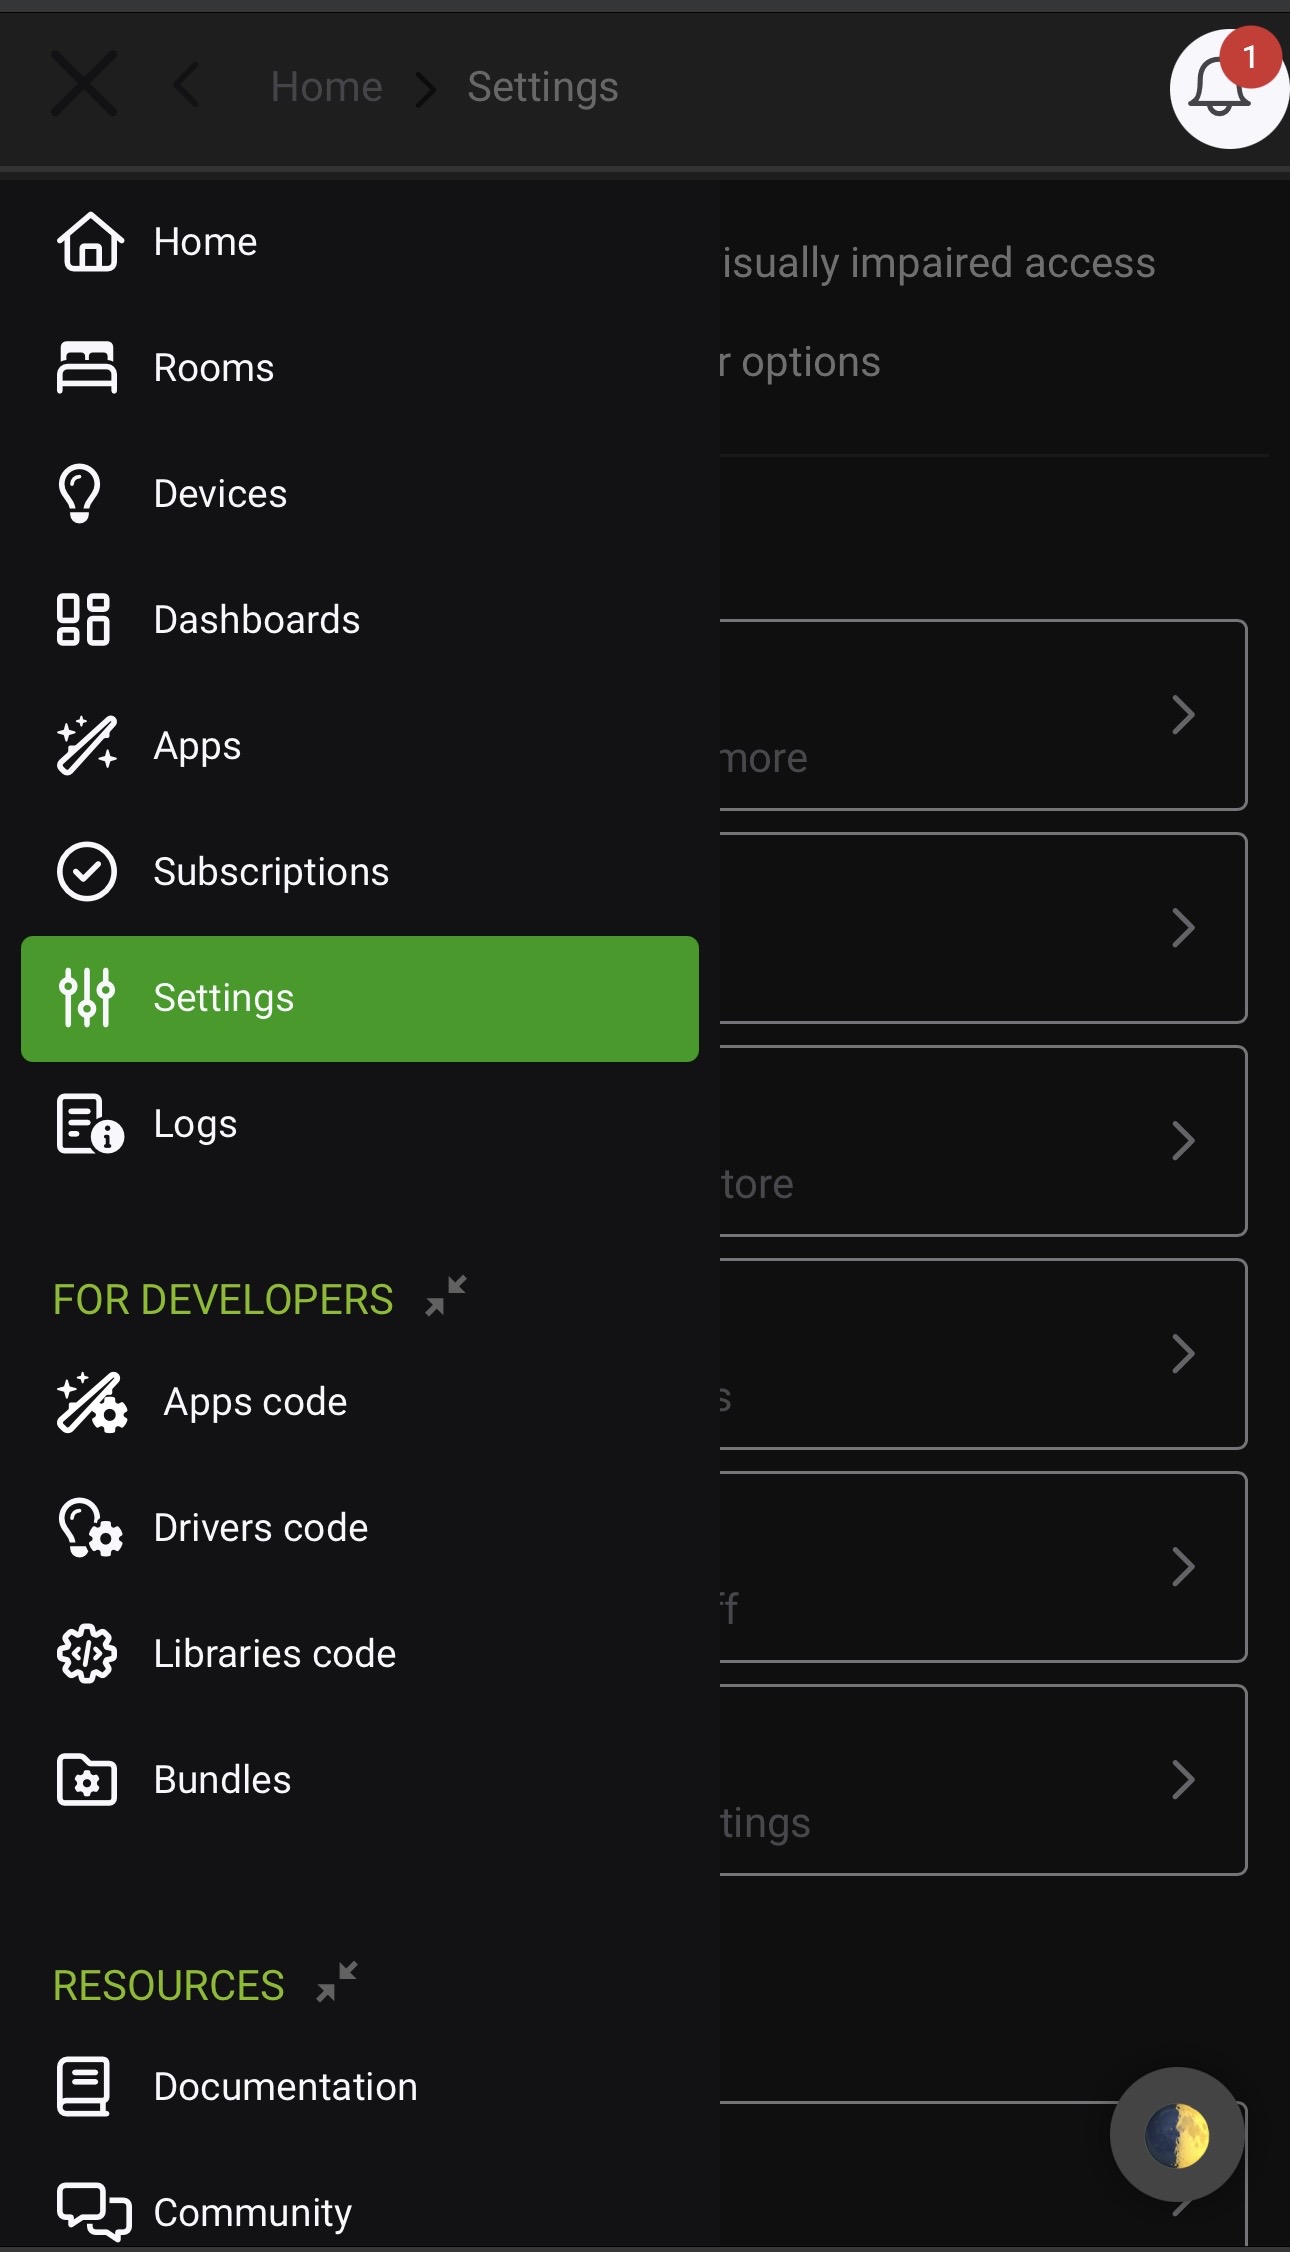 Home > Settings
1
Home
Rooms
Devices
Dashboards
Apps
Subscriptions
Settings
Logs
FOR DEVELOPERS
Apps code
Drivers code
Libraries code
Bundles
RESOURCES
Documentation
Community
isually impaired access
r options
more
tore
s
ff
tings